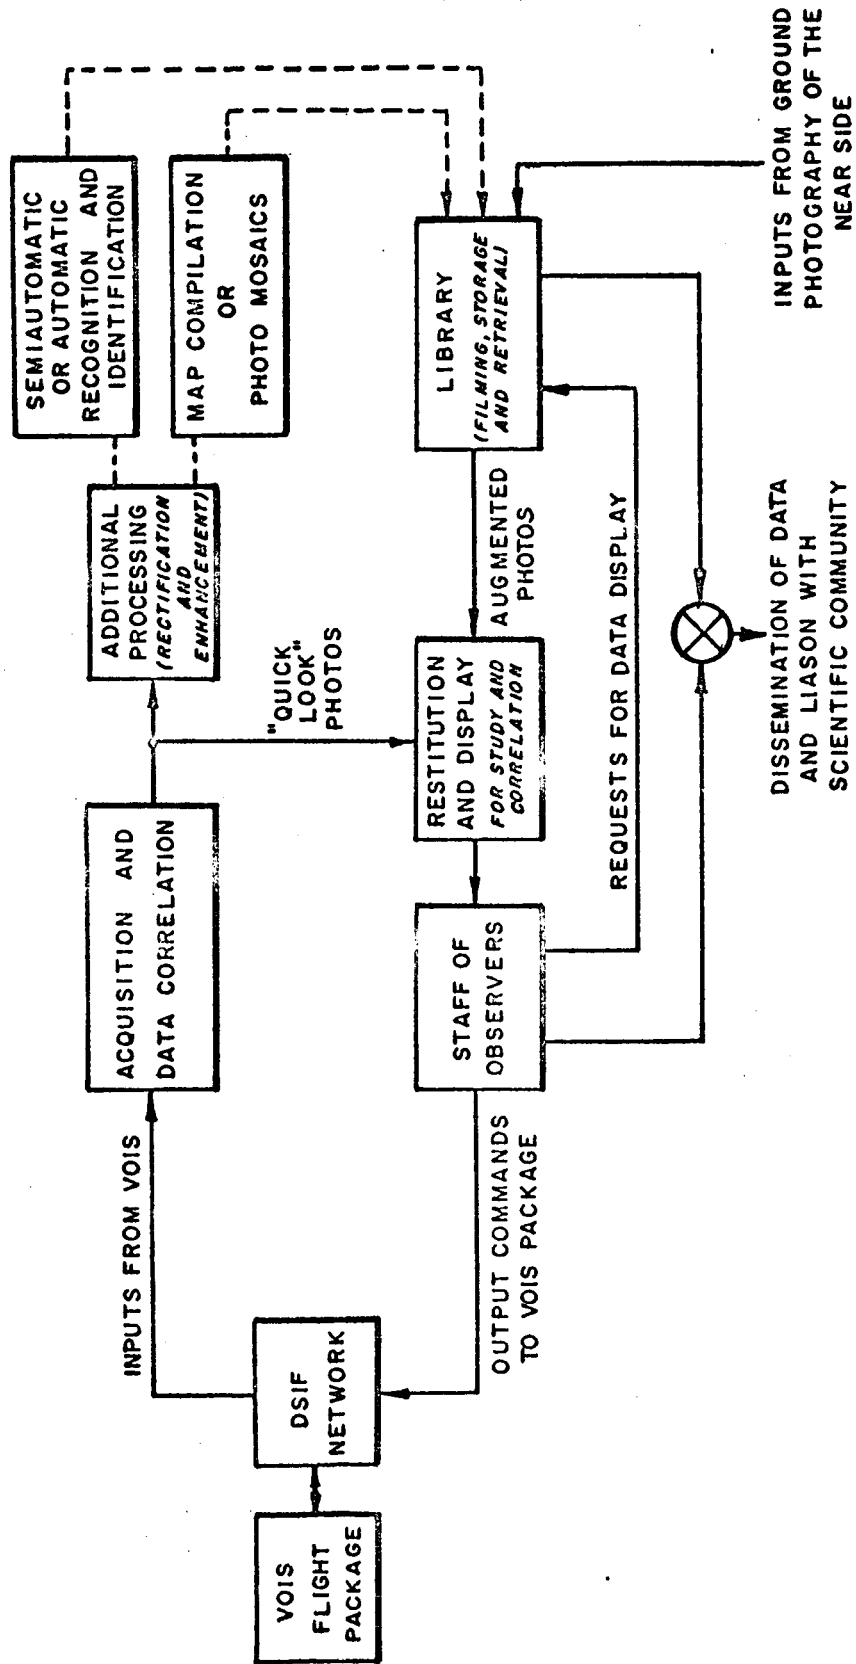 VOIS
FLIGHT
PACKAGE
DSIF
NETWORK
INPUTS FROM VOIS
ACQUISITION AND
DATA CORRELATION
"QUICK
LOOK"
PHOTOS
ADDITIONAL
PROCESSING
(RECTIFICATION
AND
ENHANCEMENT)
SEMIAUTOMATIC
OR AUTOMATIC
RECOGNITION AND
IDENTIFICATION
MAP COMPILATION
OR
PHOTO MOSAICS
OUTPUT COMMANDS
TO VOIS PACKAGE
STAFF OF
OBSERVERS
RESTITUTION
AND DISPLAY
FOR STUDY AND
CORRELATION
AUGMENTED
PHOTOS
LIBRARY
(FILMING, STORAGE
AND RETRIEVAL)
REQUESTS FOR DATA DISPLAY
DISSEMINATION OF DATA
AND LIASON WITH
SCIENTIFIC COMMUNITY
INPUTS FROM GROUND
PHOTOGRAPHY OF THE
NEAR SIDE